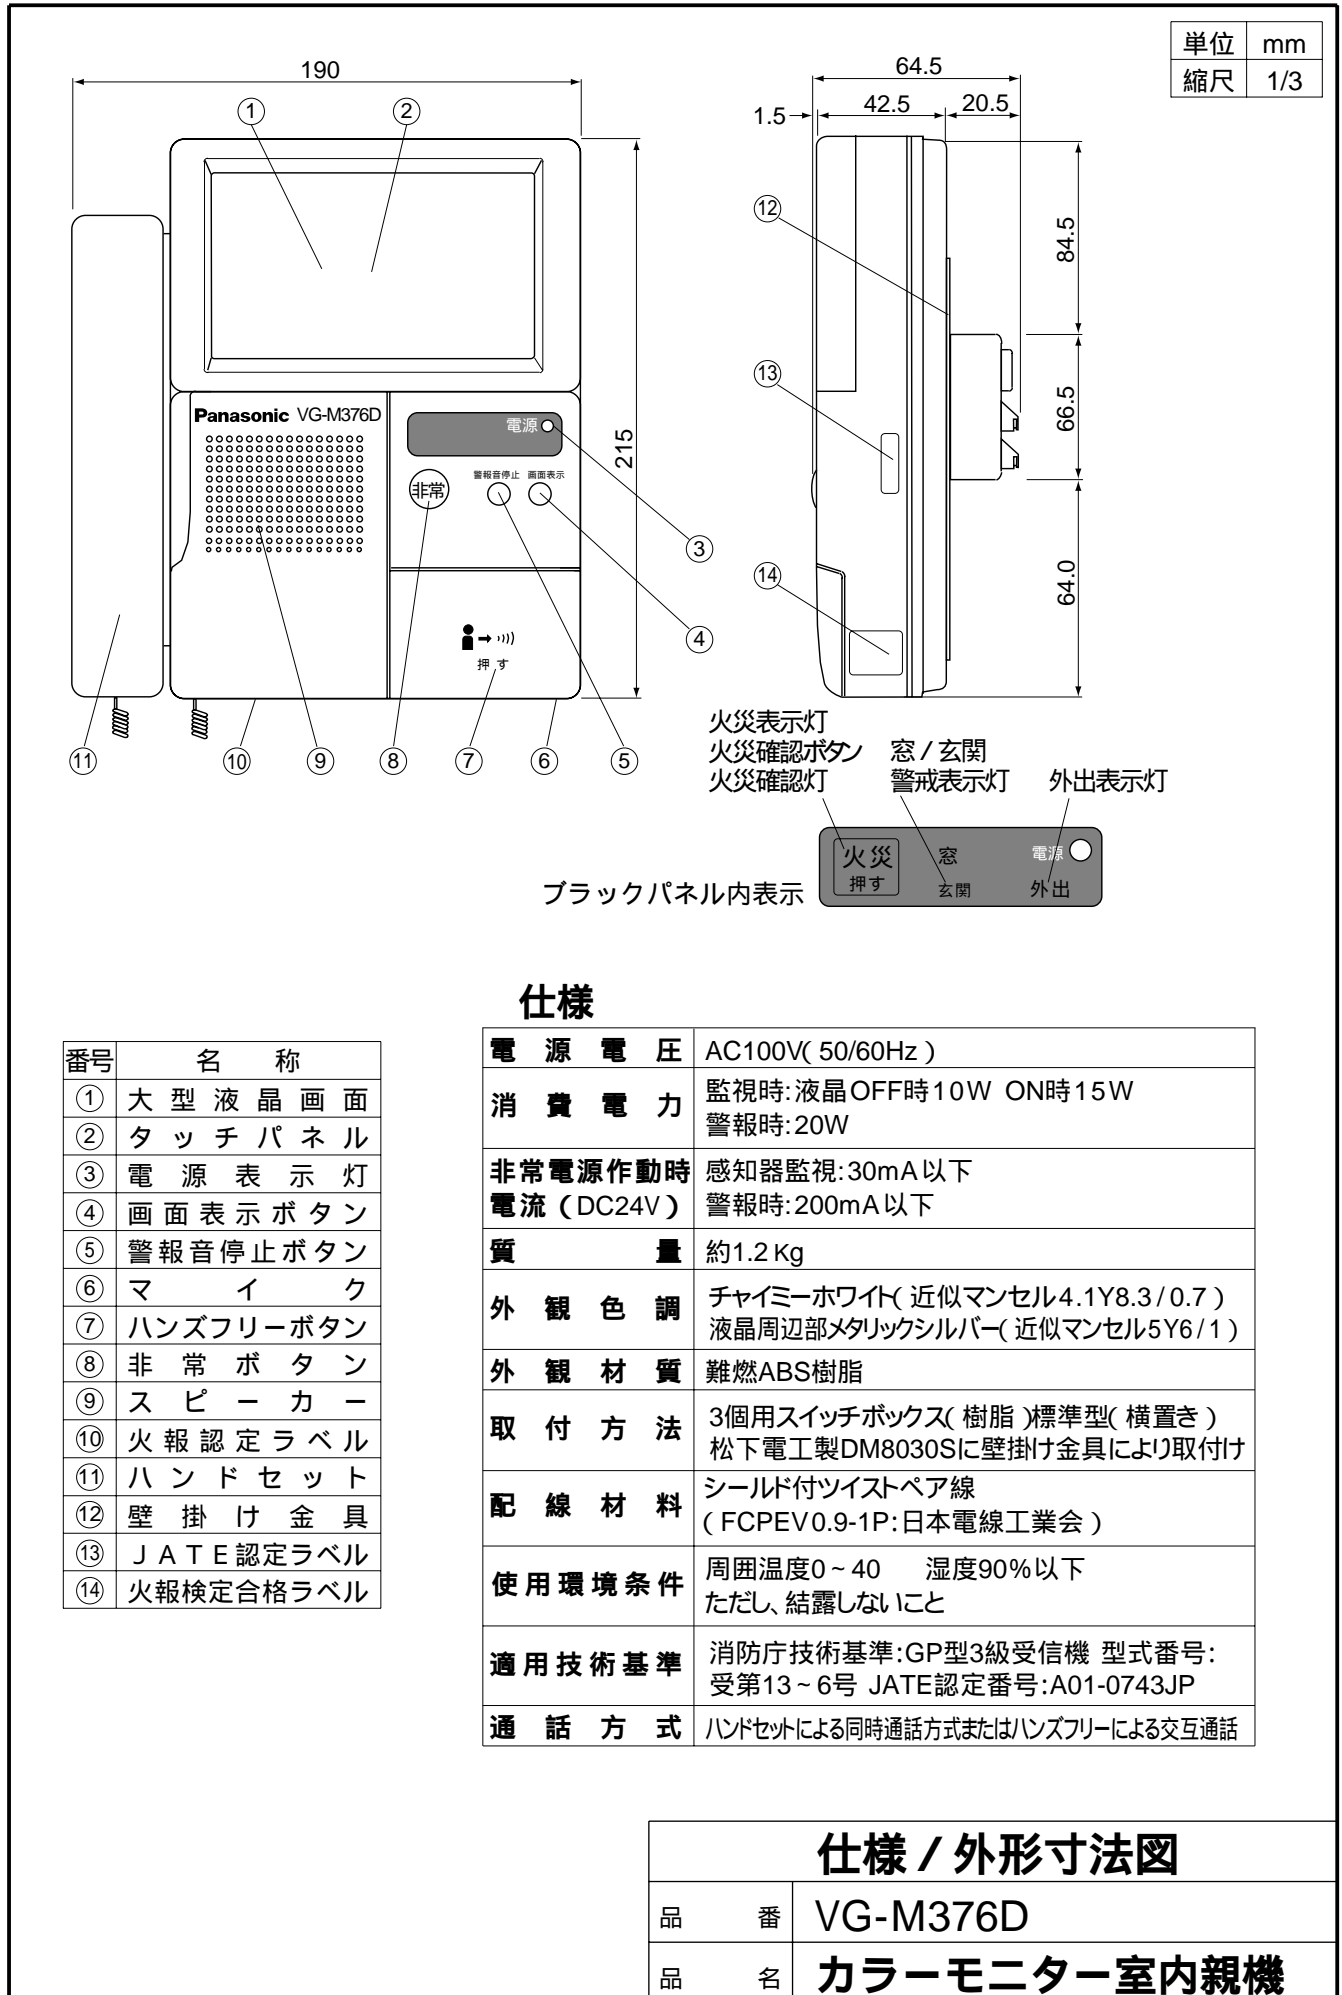 単位 mm
縮尺 1/3
190
64.5
1.5 42.5 20.5
① ②
⑫
84.5
⑬
66.5
Panasonic VG-M376D
電源
215
警報音停止 画面表示
非常
③
⑭
64.0
④
押す
⑪ ⑩ ⑨ ⑧ ⑦ ⑥ ⑤
火災表示灯
火災確認ボタン 窓/玄関
火災確認灯 警戒表示灯 外出表示灯
火災 窓 電源
押す 玄関 外出
ブラックパネル内表示
番号 名称
① 大型液晶画面
② タッチパネル
③ 電源表示灯
④ 画面表示ボタン
⑤ 警報音停止ボタン
⑥ マイク
⑦ ハンズフリーボタン
⑧ 非常ボタン
⑨ スピーカー
⑩ 火報認定ラベル
⑪ ハンドセット
⑫ 壁掛け金具
⑬ JATE認定ラベル
⑭ 火報検定合格ラベル
仕様
電源電圧 AC100V(50/60Hz)
消費電力 監視時:液晶OFF時10W ON時15W
警報時:20W
非常電源作動時 感知器監視:30mA以下
電流(DC24V) 警報時:200mA以下
質量 約1.2Kg
外観色調 チャイミーホワイト(近似マンセル4.1Y8.3/0.7)
液晶周辺部メタリックシルバー(近似マンセル5Y6/1)
外観材質 難燃ABS樹脂
取付方法 3個用スイッチボックス(樹脂)標準型(横置き)
松下電工製DM8030Sに壁掛け金具により取付け
配線材料 シールド付ツイストペア線
(FCPEV0.9-1P:日本電線工業会)
使用環境条件 周囲温度0~40 湿度90%以下
ただし、結露しないこと
適用技術基準 消防庁技術基準:GP型3級受信機 型式番号:
受第13~6号 JATE認定番号:A01-0743JP
通話方式 ハンドセットによる同時通話方式またはハンズフリーによる交互通話
仕様/外形寸法図
品番 VG-M376D
品名 カラーモニター室内親機